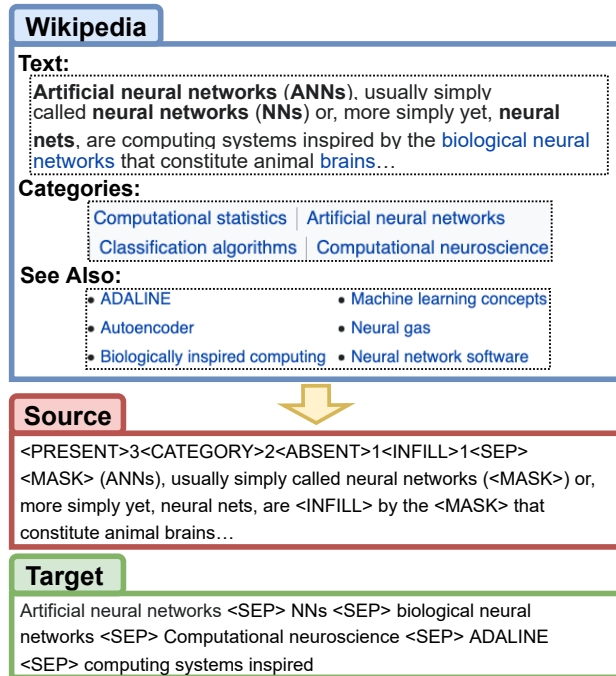 Wikipedia
Text:
Artificial neural networks (ANNs), usually simply
called neural networks (NNs) or, more simply yet, neural
nets, are computing systems inspired by the biological neural
networks that constitute animal brains…
Categories:
Computational statistics | Artificial neural networks
Classification algorithms | Computational neuroscience
See Also:
• ADALINE • Machine learning concepts
• Autoencoder • Neural gas
• Biologically inspired computing • Neural network software
Source
<PRESENT>3<CATEGORY>2<ABSENT>1<INFILL>1<SEP>
<MASK> (ANNs), usually simply called neural networks (<MASK>) or,
more simply yet, neural nets, are <INFILL> by the <MASK> that
constitute animal brains…
Target
Artificial neural networks <SEP> NNs <SEP> biological neural
networks <SEP> Computational neuroscience <SEP> ADALINE
<SEP> computing systems inspired